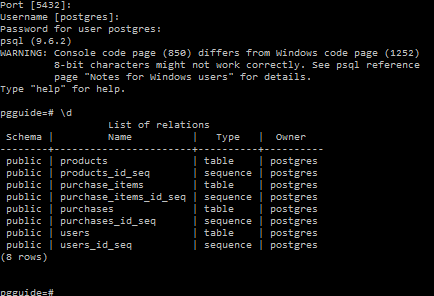 Port [5432]:
Username [postgres]:
Password for user postgres:
psql (9.6.2)
WARNING: Console code page (850) differs from Windows code page (1252)
         8-bit characters might not work correctly. See psql reference
         page "Notes for Windows users" for details.
Type "help" for help.

pgguide=# \d
                 List of relations
 Schema |         Name          |   Type   |  Owner
--------+-----------------------+----------+----------
 public | products              | table    | postgres
 public | products_id_seq       | sequence | postgres
 public | purchase_items        | table    | postgres
 public | purchase_items_id_seq | sequence | postgres
 public | purchases             | table    | postgres
 public | purchases_id_seq      | sequence | postgres
 public | users                 | table    | postgres
 public | users_id_seq          | sequence | postgres
(8 rows)

pgguide=#